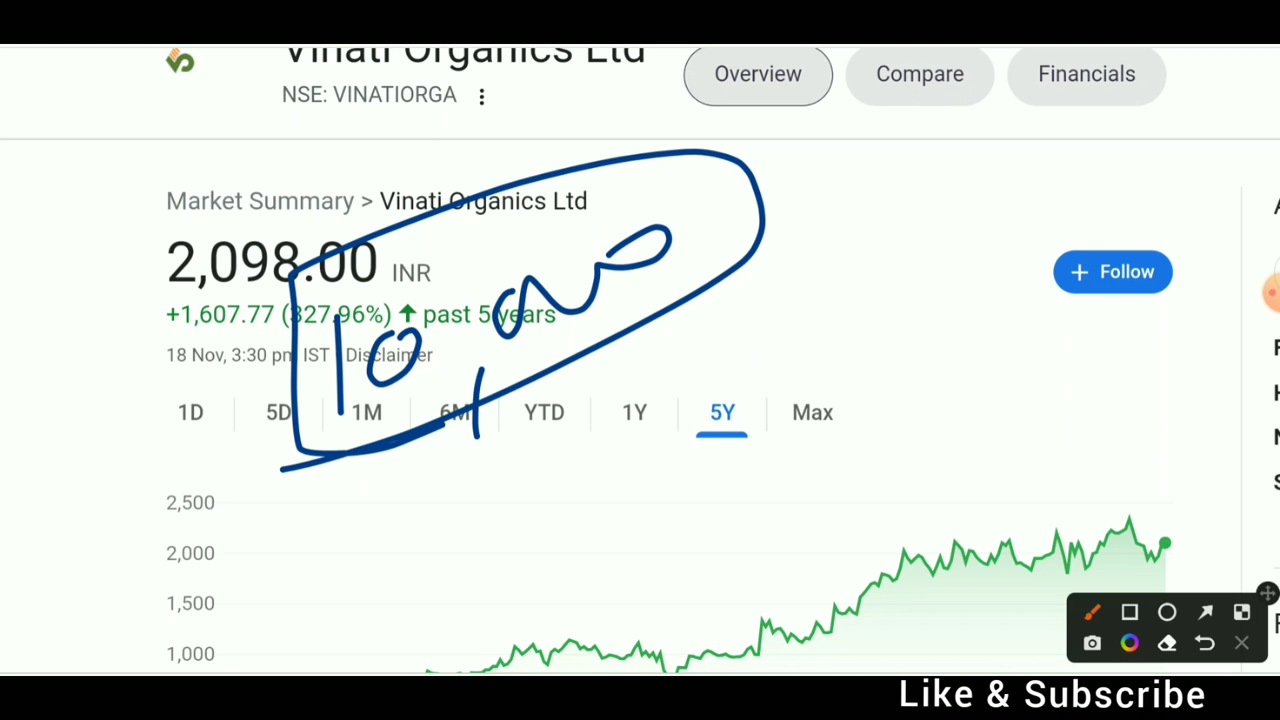 Vinati Organics Ltd
NSE: VINATIORGA
Overview
Compare
Financials
Market Summary > Vinati Organics Ltd
2,098.00 INR
+1,607.77 (327.96%) ↑ past 5 years
18 Nov, 3:30 pm IST Disclaimer
+ Follow
10,000
1D
5D
1M
6M
YTD
1Y
5Y
Max
2,500
2,000
1,500
1,000
Like & Subscribe